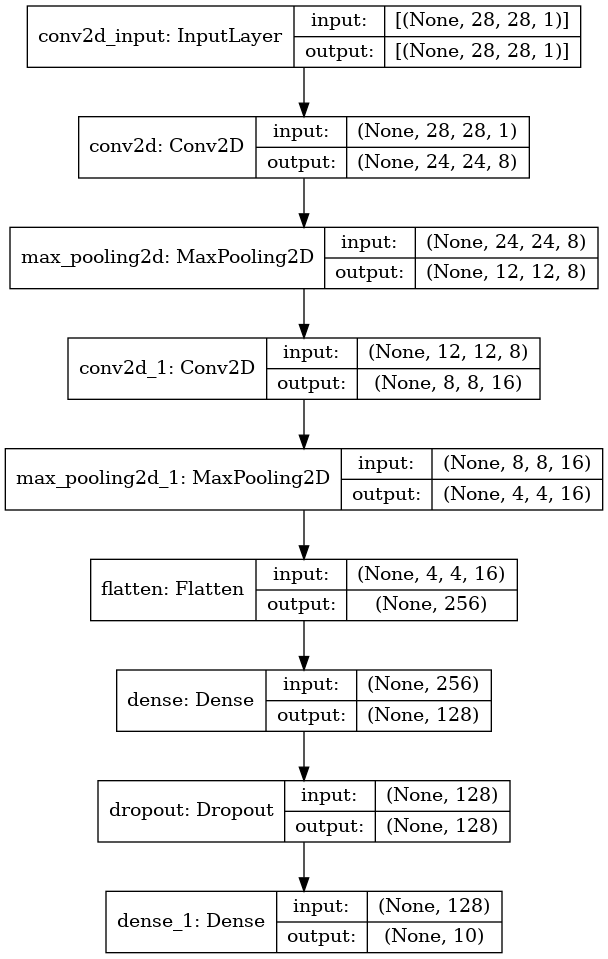 conv2d_input: InputLayer
input: [(None, 28, 28, 1)]
output: [(None, 28, 28, 1)]
conv2d: Conv2D
input: (None, 28, 28, 1)
output: (None, 24, 24, 8)
max_pooling2d: MaxPooling2D
input: (None, 24, 24, 8)
output: (None, 12, 12, 8)
conv2d_1: Conv2D
input: (None, 12, 12, 8)
output: (None, 8, 8, 16)
max_pooling2d_1: MaxPooling2D
input: (None, 8, 8, 16)
output: (None, 4, 4, 16)
flatten: Flatten
input: (None, 4, 4, 16)
output: (None, 256)
dense: Dense
input: (None, 256)
output: (None, 128)
dropout: Dropout
input: (None, 128)
output: (None, 128)
dense_1: Dense
input: (None, 128)
output: (None, 10)